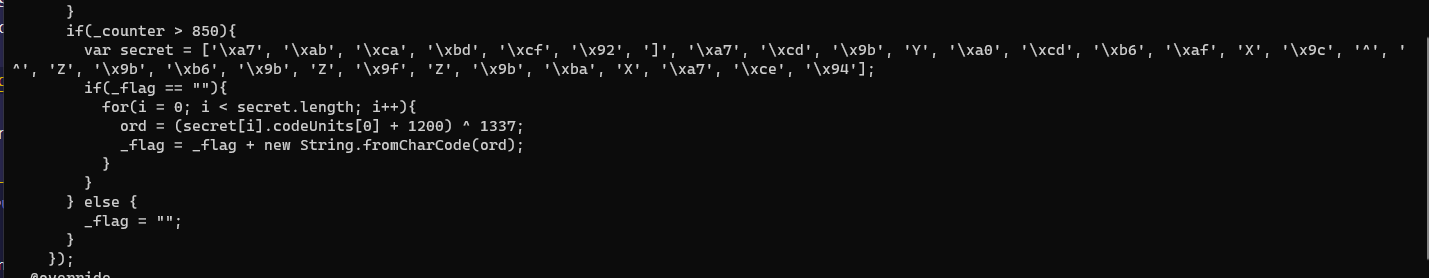 }
if(_counter > 850){
var secret = ['\xa7', '\xab', '\xca', '\xbd', '\xcf', '\x92', ']', '\xa7', '\xcd', '\x9b', 'Y', '\xa0', '\xcd', '\xb6', '\xaf', 'X', '\x9c', '^', '
^', 'Z', '\x9b', '\xb6', '\x9b', 'Z', '\x9f', 'Z', '\x9b', '\xba', 'X', '\xa7', '\xce', '\x94'];
if(_flag == ""){
for(i = 0; i < secret.length; i++){
ord = (secret[i].codeUnits[0] + 1200) ^ 1337;
_flag = _flag + new String.fromCharCode(ord);
}
}
} else {
_flag = "";
}
});
@override